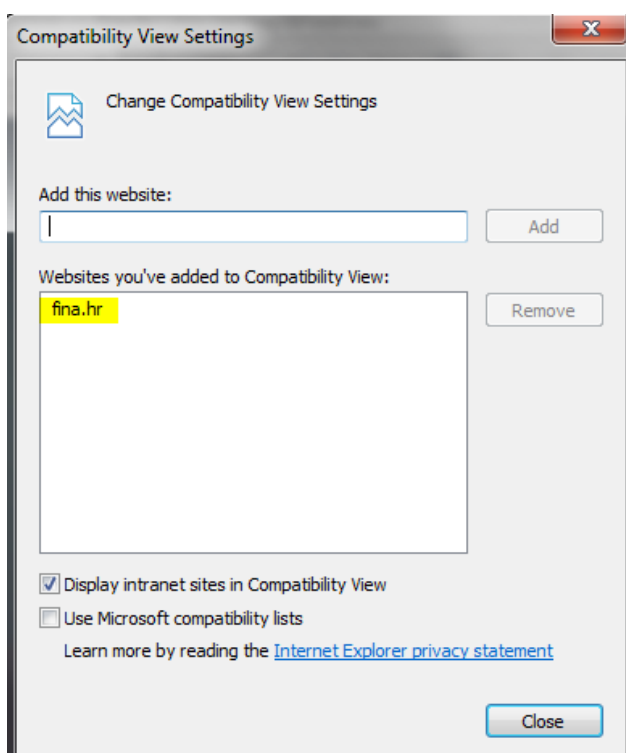 Compatibility View Settings
x
Change Compatibility View Settings
Add this website:
Add
Websites you've added to Compatibility View:
fina.hr
Remove
Display intranet sites in Compatibility View
Use Microsoft compatibility lists
Learn more by reading the Internet Explorer privacy statement
Close